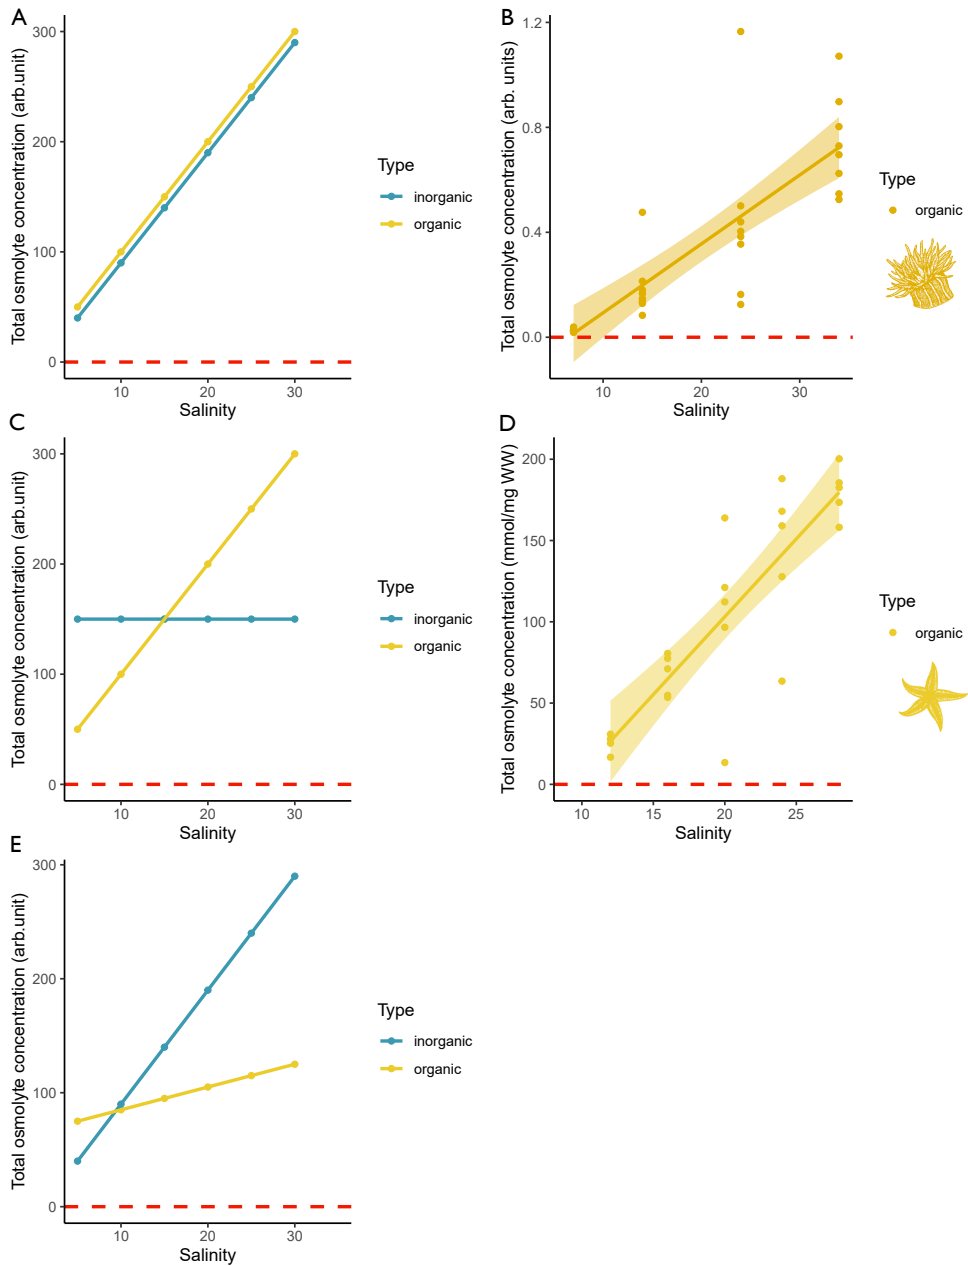 A
Total osmolyte concentration (arb.unit)
300
200
100
0
10
20
30
Salinity
Type
inorganic
organic
B
Total osmolyte concentration (arb. units)
1.2
0.8
0.4
0.0
10
20
30
Salinity
Type
organic
C
Total osmolyte concentration (arb.unit)
300
200
100
0
10
20
30
Salinity
Type
inorganic
organic
D
Total osmolyte concentration (mmol/mg WW)
200
150
100
50
0
10
15
20
25
Salinity
Type
organic
E
Total osmolyte concentration (arb.unit)
300
200
100
0
10
20
30
Salinity
Type
inorganic
organic